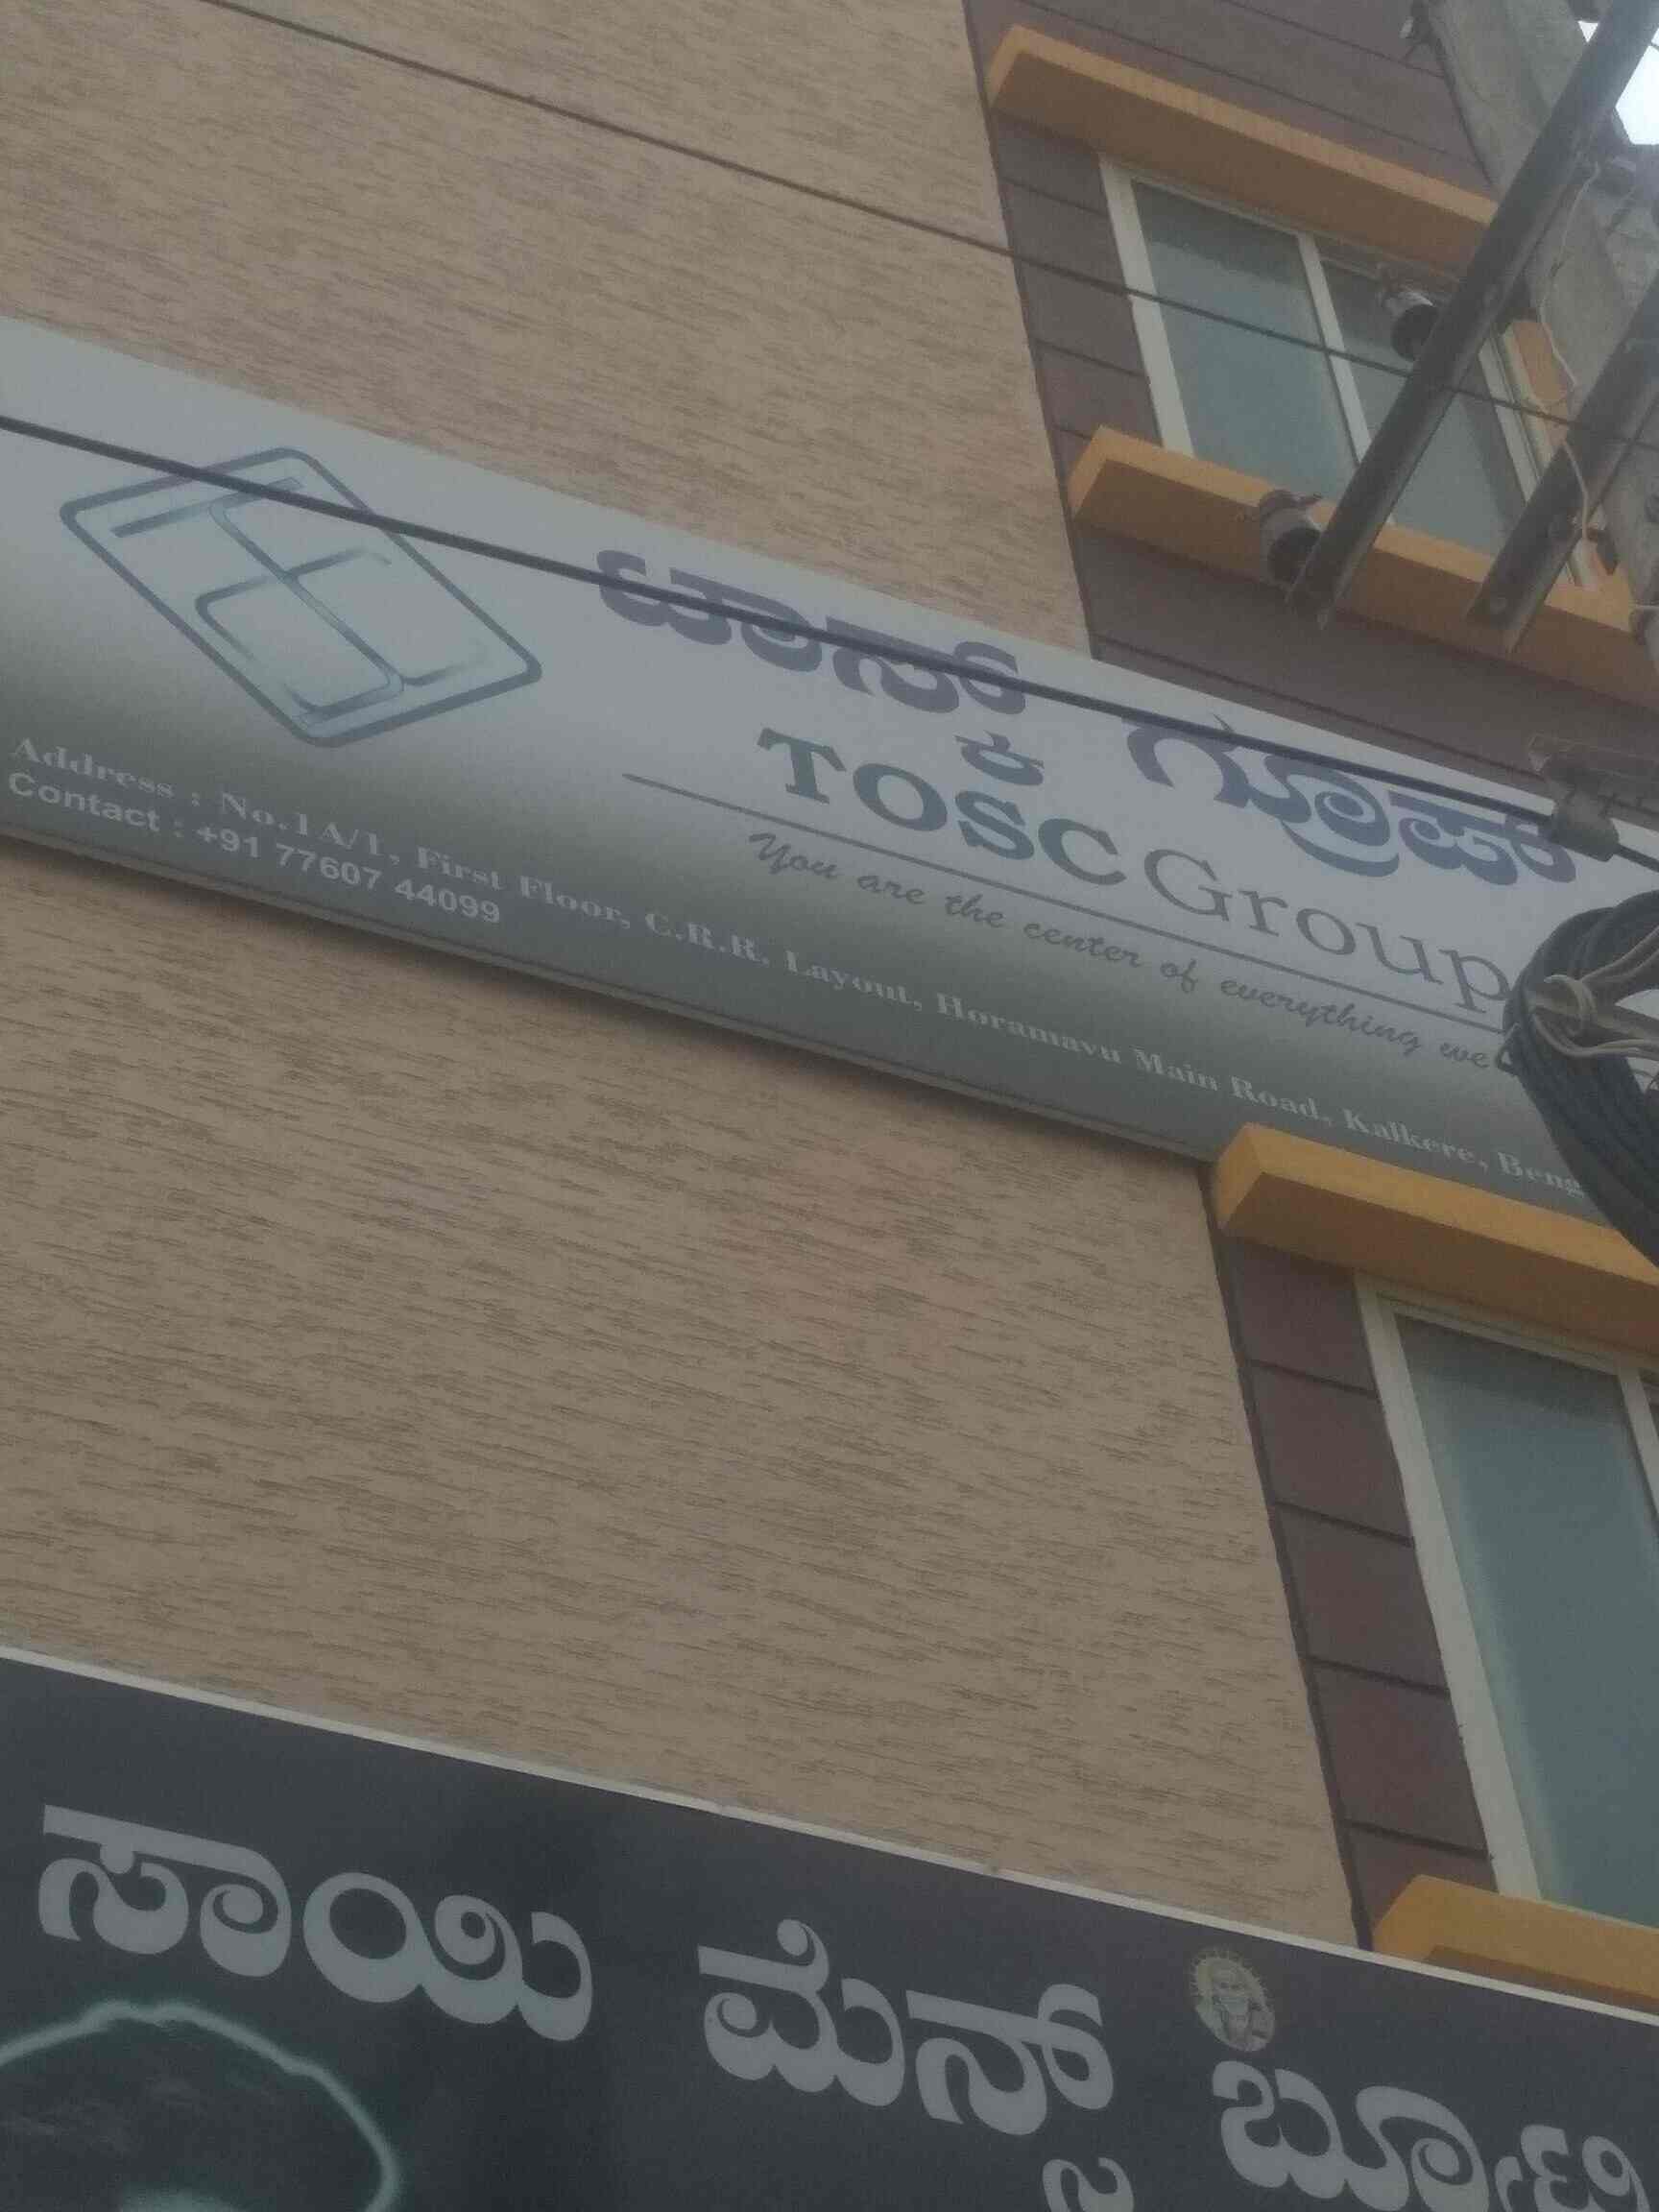 ಟಾಸ್ಕ್ ಗ್ರೂಪ್
TOSC Group
You are the center of everything we
Address : No.1A/1, First Floor, C.R.R. Layout, Horamavu Main Road, Kalkere, Beng
Contact : +91 77607 44099
ಸಾಯಿ ಮೆನ್ಸ್ ಬ್ಯೂಟಿ